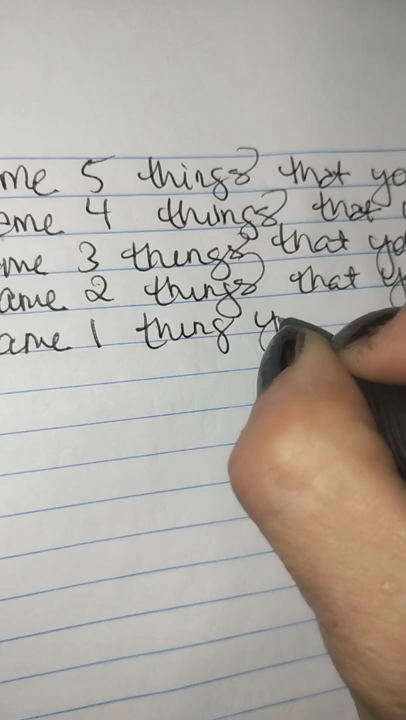 me 5 things that yo
eme 4 things that
me 3 things that yo
ame 2 things that y
ame 1 thing y